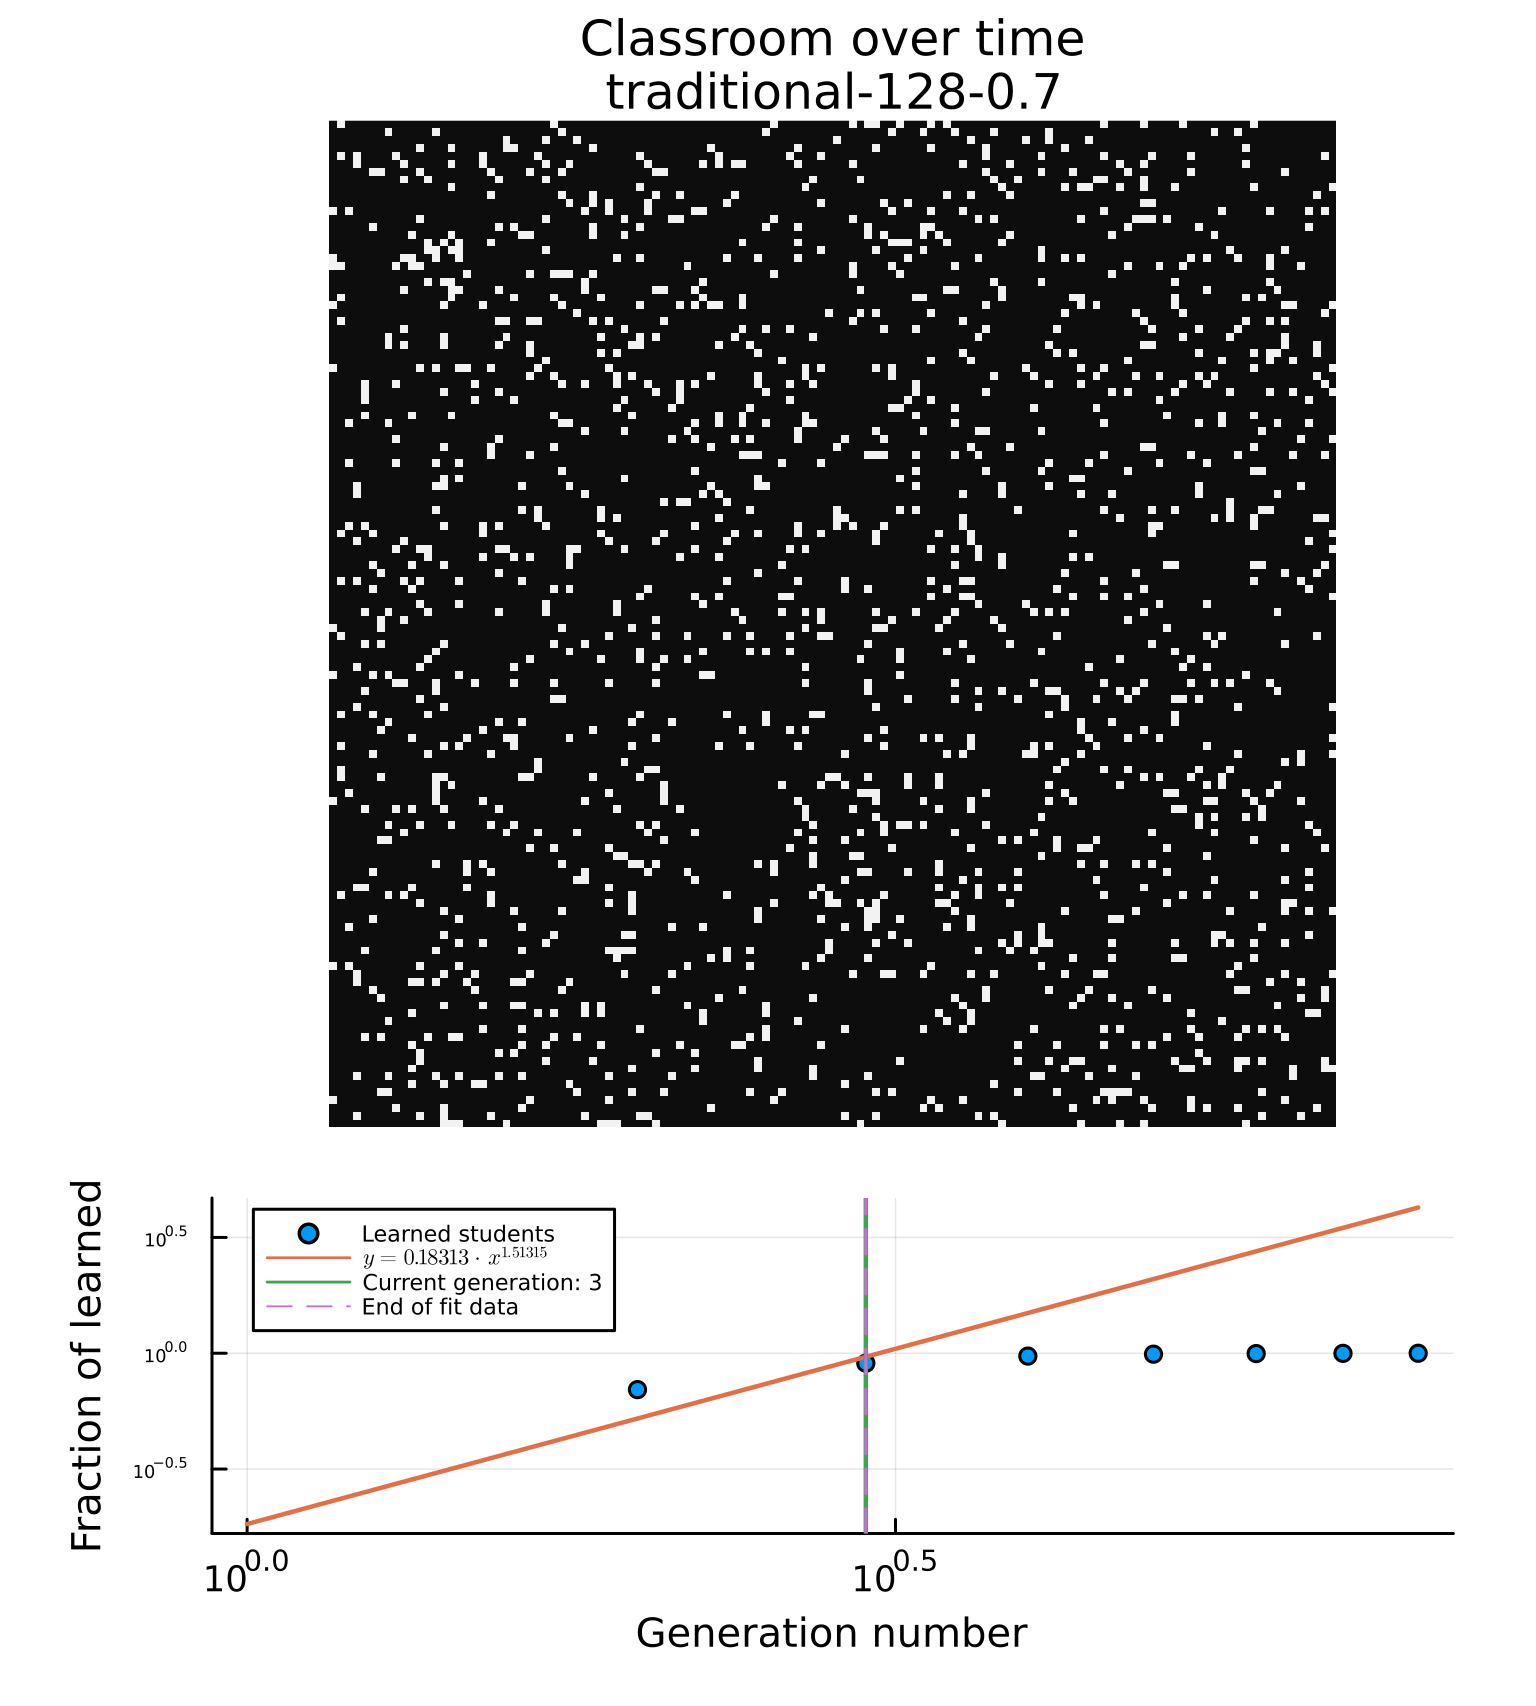 Classroom over time
traditional-128-0.7
Fraction of learned
10^0.5
10^0.0
10^−0.5
Learned students
y = 0.18313 · x^1.51315
Current generation: 3
End of fit data
10^0.0
10^0.5
Generation number